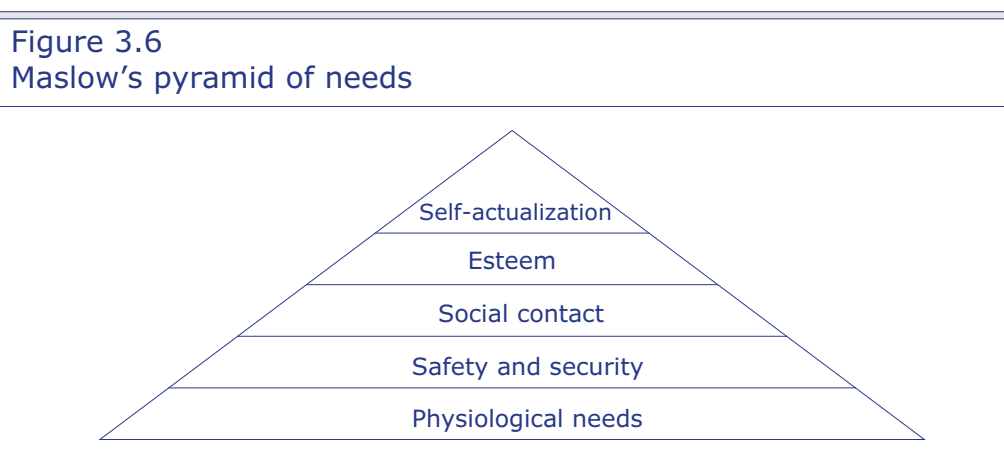 Figure 3.6
Maslow’s pyramid of needs
Self-actualization
Esteem
Social contact
Safety and security
Physiological needs